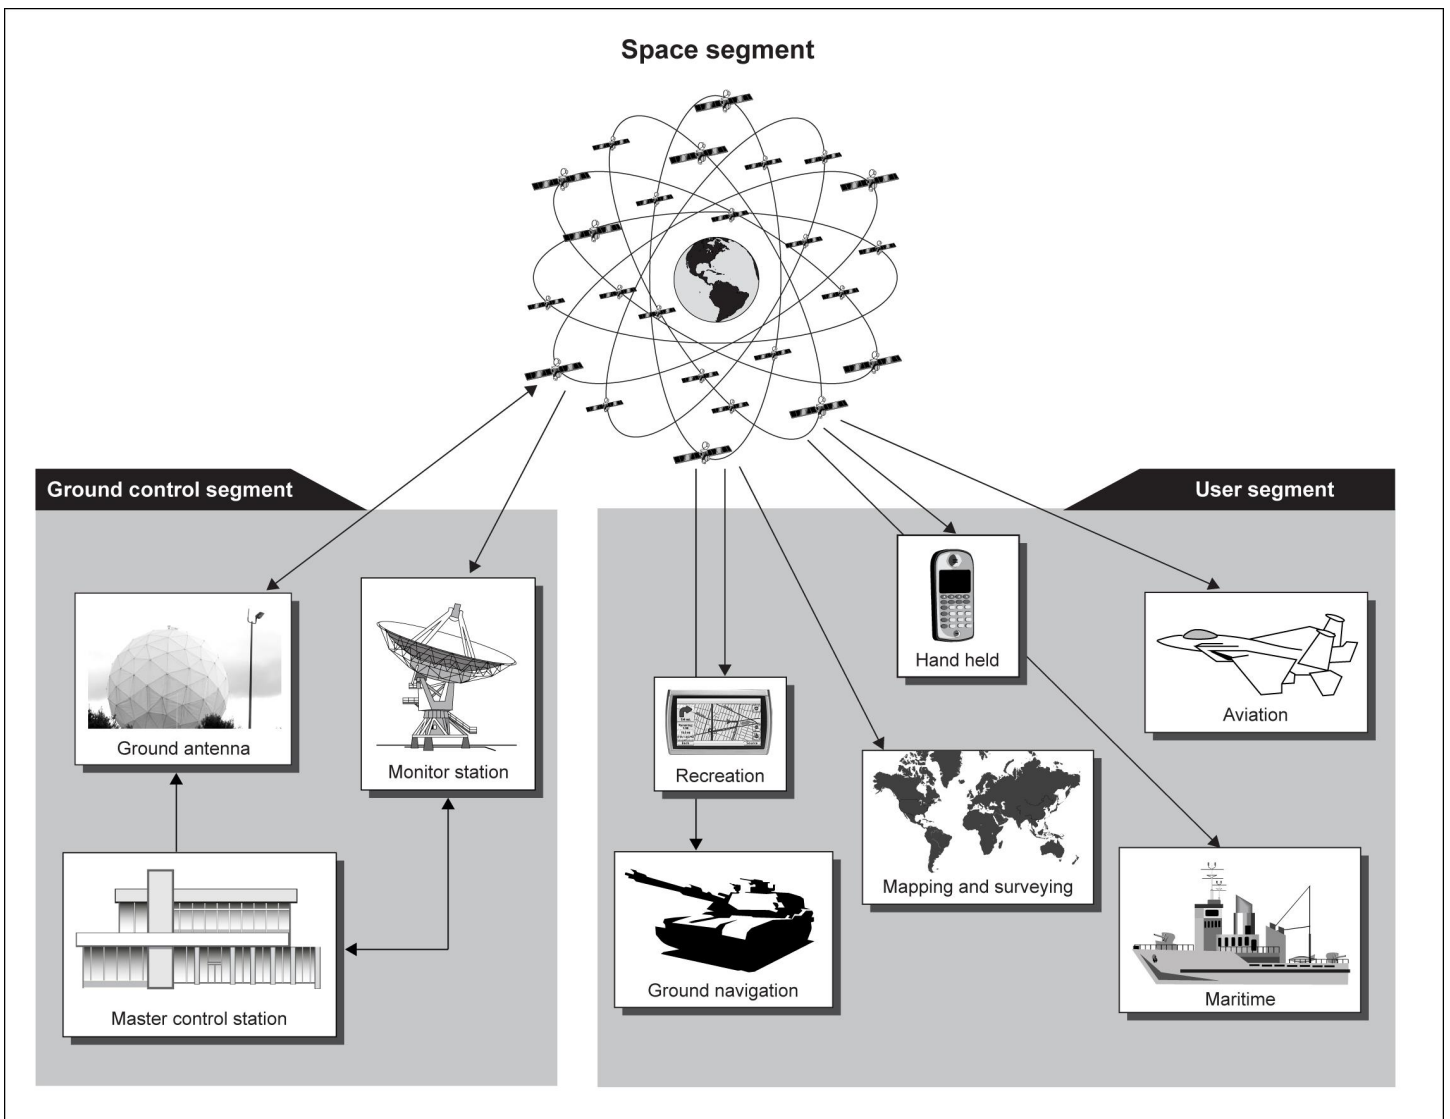 Space segment
Ground control segment
User segment
Hand held
Aviation
Ground antenna
Monitor station
Recreation
Mapping and surveying
Master control station
Ground navigation
Maritime